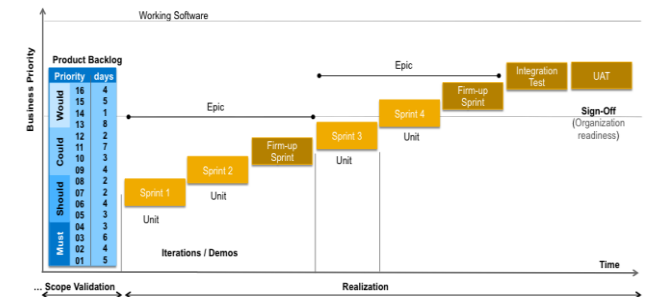 Working Software
Business Priority
Product Backlog
Priority days
Would
16 4
15 5
14 1
13 8
Could
12 2
11 7
10 3
09 4
Should
08 2
07 2
06 4
05 3
Must
04 3
03 6
02 4
01 5
Epic
Sprint 1
Unit
Sprint 2
Unit
Firm-up
Sprint
Epic
Sprint 3
Unit
Sprint 4
Unit
Firm-up
Sprint
Integration
Test
UAT
Sign-Off
(Organization
readiness)
Iterations / Demos
Time
... Scope Validation
Realization